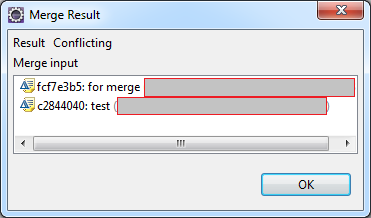 Merge Result
Result Conflicting
Merge input
fcf7e3b5: for merge
c2844040: test ( )
OK